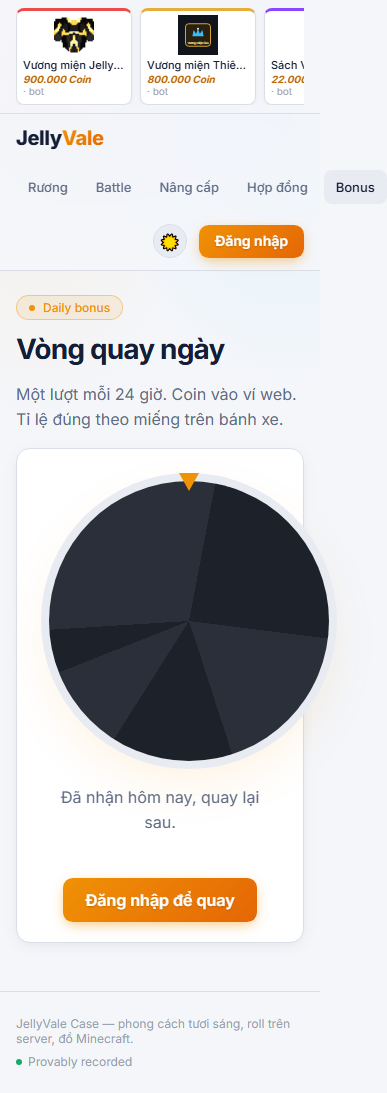 Vương miện Jelly...
900.000 Coin
· bot
Vương miện Thiê...
800.000 Coin
· bot
Sách V
22.000
· bot
JellyVale
Rương
Battle
Nâng cấp
Hợp đồng
Bonus
Đăng nhập
Daily bonus
Vòng quay ngày
Một lượt mỗi 24 giờ. Coin vào ví web.
Tỉ lệ đúng theo miếng trên bánh xe.
Đã nhận hôm nay, quay lại
sau.
Đăng nhập để quay
JellyVale Case — phong cách tươi sáng, roll trên
server, đồ Minecraft.
Provably recorded